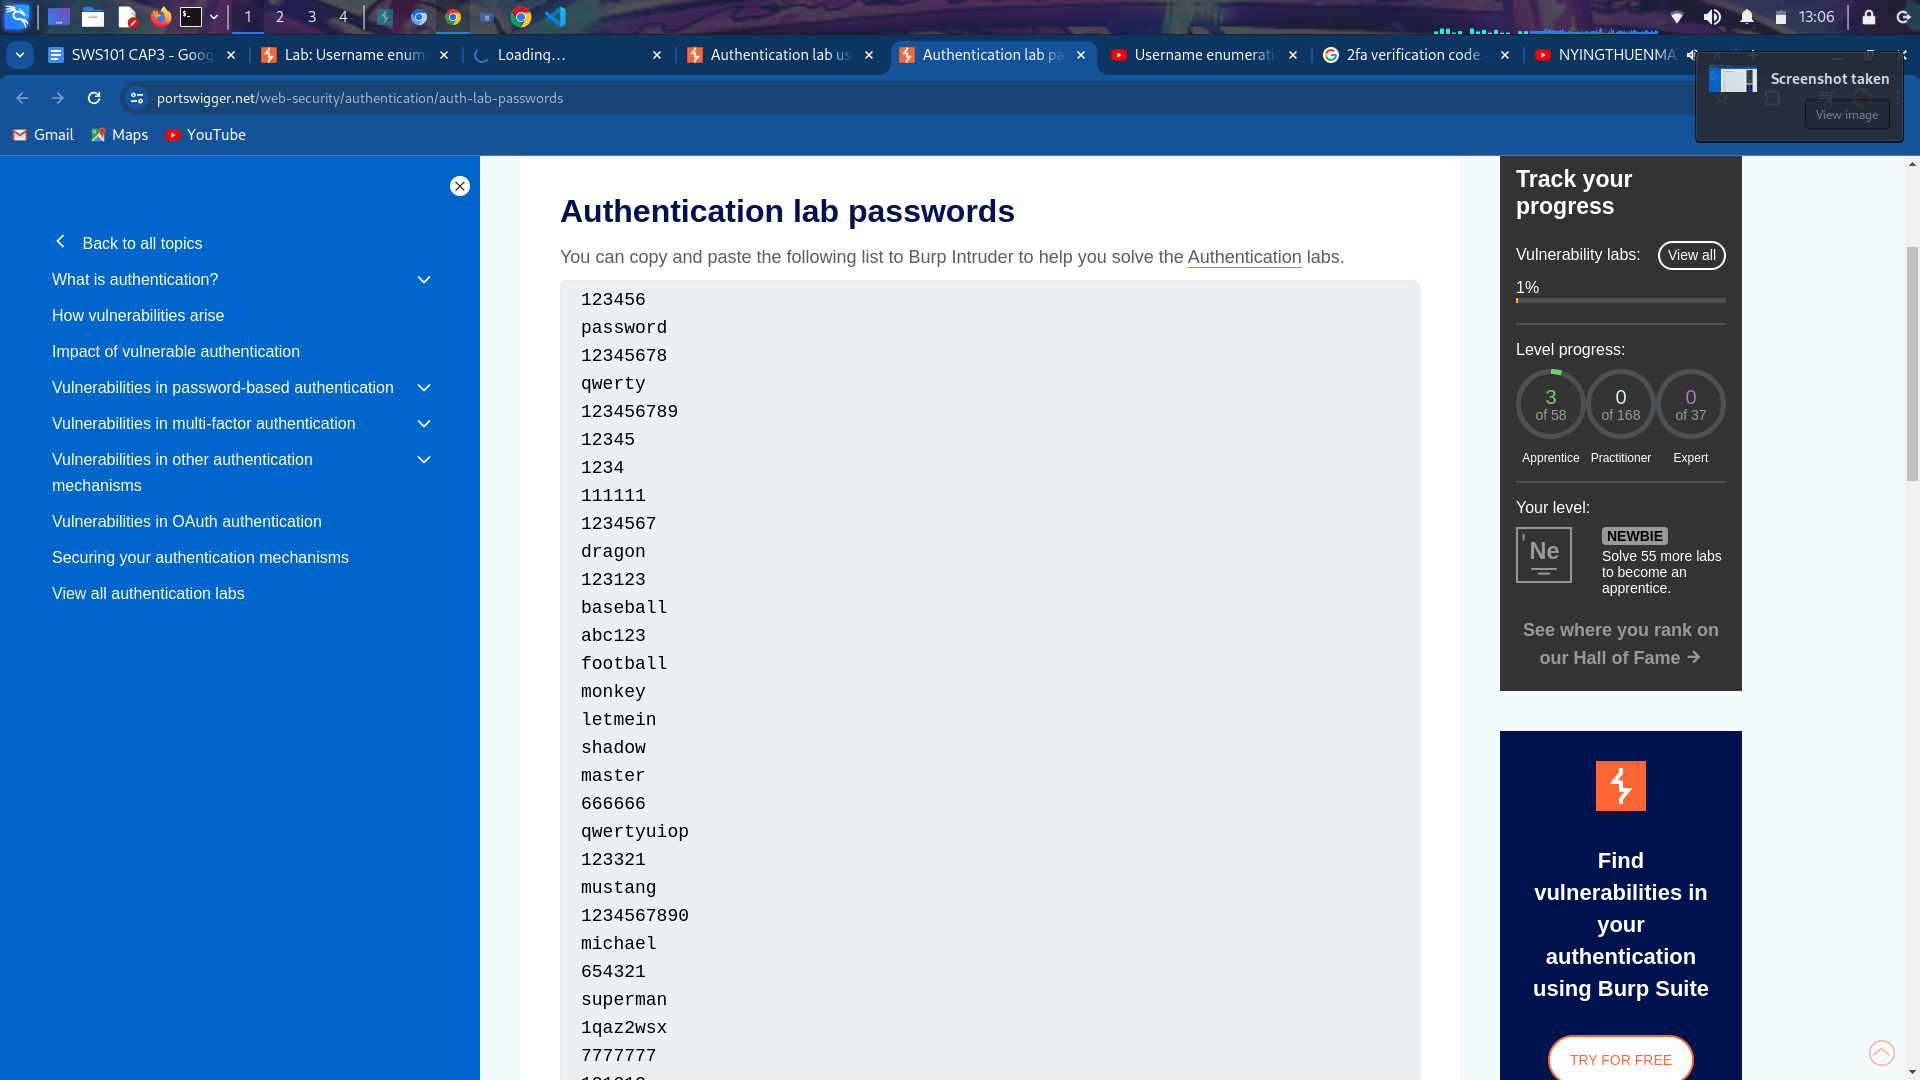 1
2
3
4
13:06
SWS101 CAP3 - Goog
Lab: Username enum
Loading…
Authentication lab us
Authentication lab pa
Username enumerati
2fa verification code -
NYINGTHUENMA
Screenshot taken
View image
portswigger.net/web-security/authentication/auth-lab-passwords
Gmail
Maps
YouTube
Back to all topics
What is authentication?
How vulnerabilities arise
Impact of vulnerable authentication
Vulnerabilities in password-based authentication
Vulnerabilities in multi-factor authentication
Vulnerabilities in other authentication
mechanisms
Vulnerabilities in OAuth authentication
Securing your authentication mechanisms
View all authentication labs
Authentication lab passwords
You can copy and paste the following list to Burp Intruder to help you solve the Authentication labs.
123456
password
12345678
qwerty
123456789
12345
1234
111111
1234567
dragon
123123
baseball
abc123
football
monkey
letmein
shadow
master
666666
qwertyuiop
123321
mustang
1234567890
michael
654321
superman
1qaz2wsx
7777777
Track your
progress
Vulnerability labs:
View all
1%
Level progress:
3
of 58
0
of 168
0
of 37
Apprentice
Practitioner
Expert
Your level:
Ne
NEWBIE
Solve 55 more labs
to become an
apprentice.
See where you rank on
our Hall of Fame →
Find
vulnerabilities in
your
authentication
using Burp Suite
TRY FOR FREE